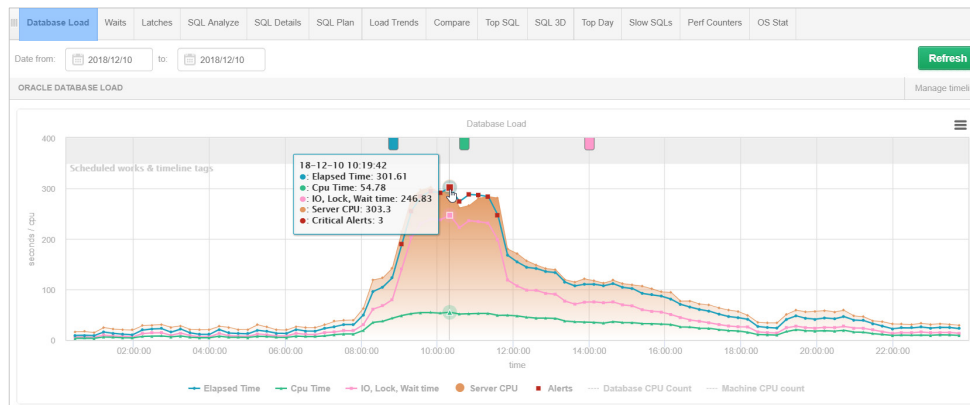 Database Load Waits Latches SQL Analyze SQL Details SQL Plan Load Trends Compare Top SQL SQL 3D Top Day Slow SQLs Perf Counters OS Stat
Date from: 2018/12/10 to: 2018/12/10 Refresh
ORACLE DATABASE LOAD Manage timeli
Database Load
400
Scheduled works & timeline tags
18-12-10 10:19:42
●: Elapsed Time: 301.61
●: Cpu Time: 54.78
●: IO, Lock, Wait time: 246.83
●: Server CPU: 303.3
●: Critical Alerts: 3
300
200
100
0
seconds / cpu
02:00:00 04:00:00 06:00:00 08:00:00 10:00:00 12:00:00 14:00:00 16:00:00 18:00:00 20:00:00 22:00:00
time
Elapsed Time Cpu Time IO, Lock, Wait time Server CPU Alerts Database CPU Count Machine CPU count